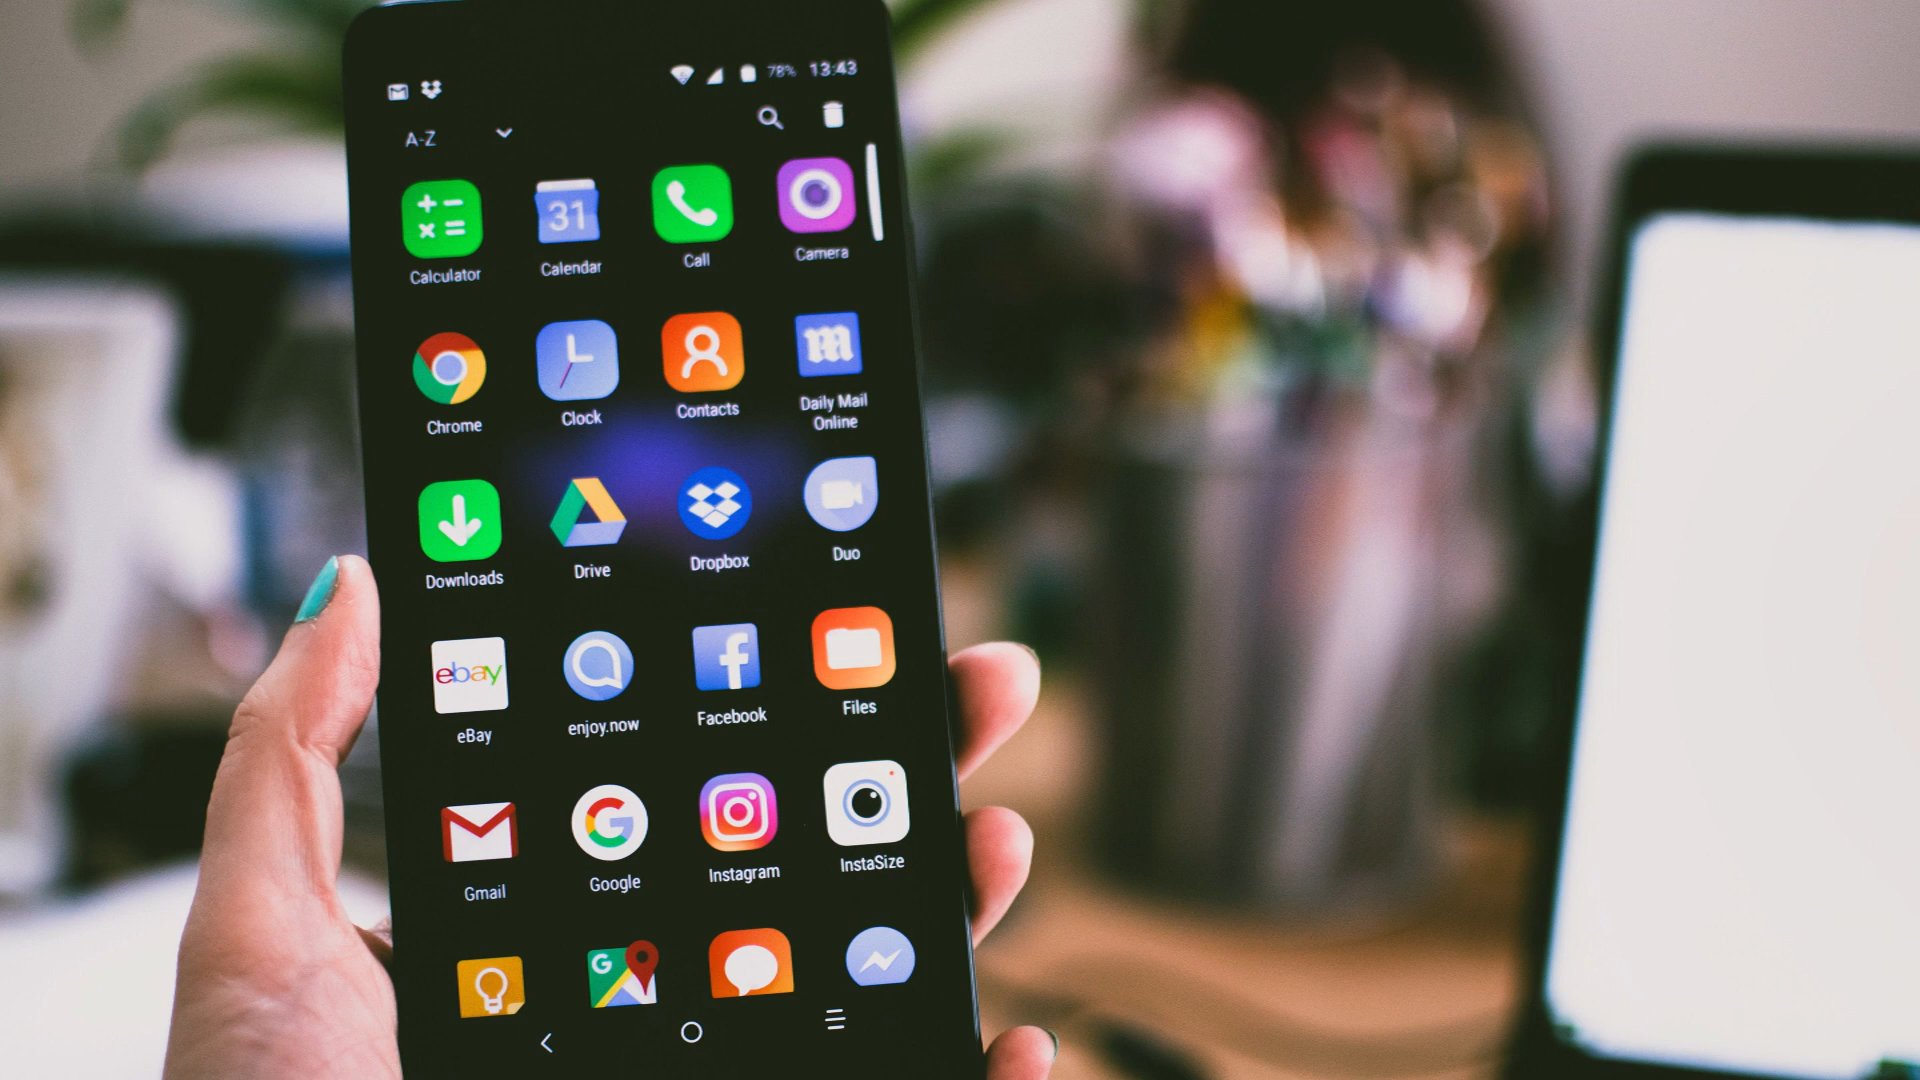 78% 13:43
A-Z
Calculator
31
Calendar
Call
Camera
Chrome
Clock
Contacts
m
Daily Mail
Online
Downloads
Drive
Dropbox
Duo
ebay
eBay
enjoy.now
f
Facebook
Files
Gmail
G
Google
Instagram
InstaSize
G